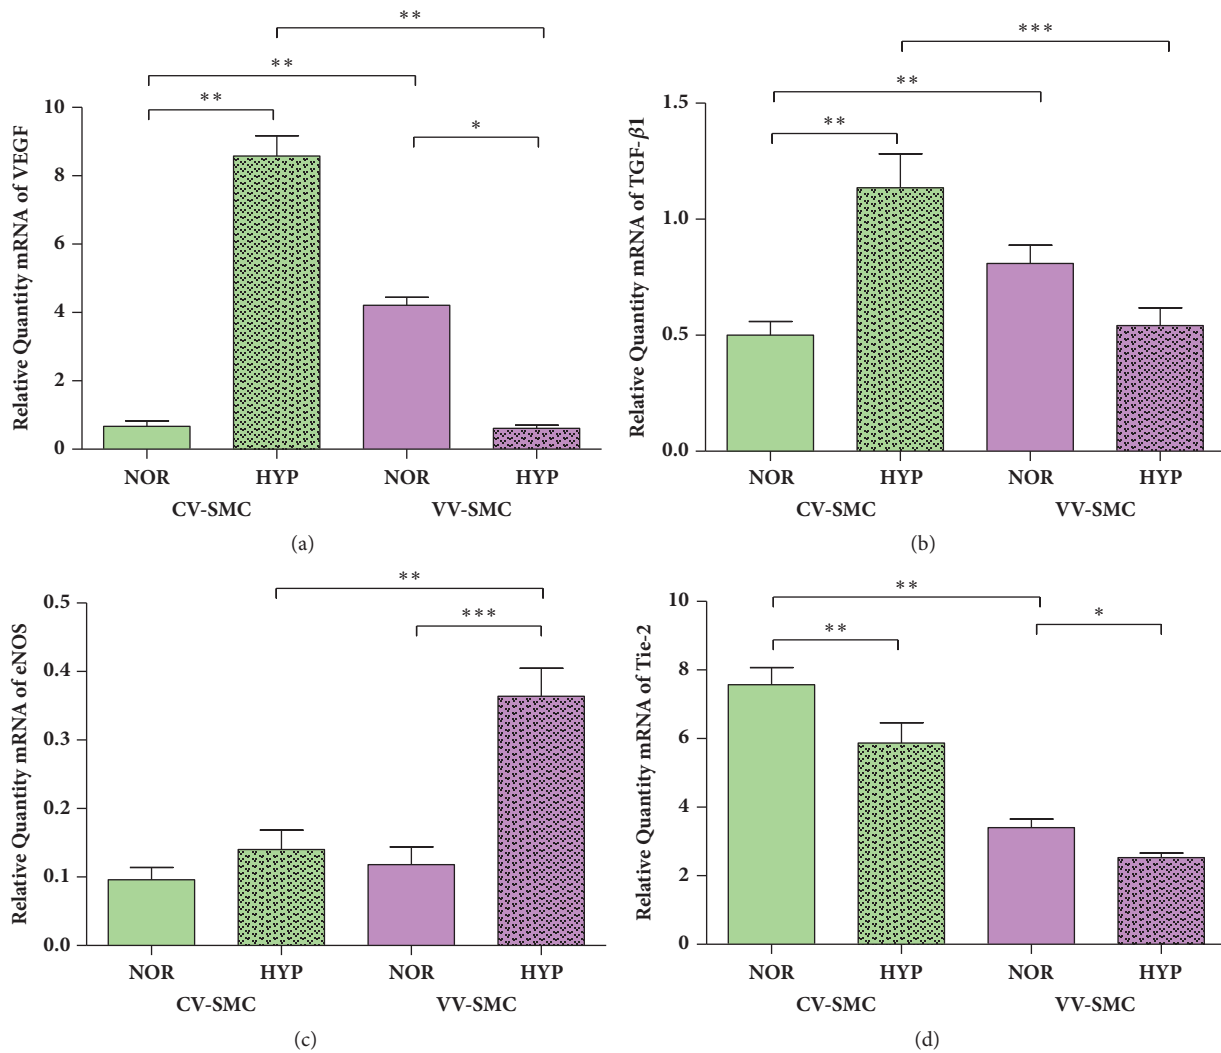 **
**
** *
10
8
6
4
2
0
Relative Quantity mRNA of VEGF
NOR HYP NOR HYP
CV-SMC VV-SMC
(a)
***
**
**
1.5
1.0
0.5
0.0
Relative Quantity mRNA of TGF-β1
NOR HYP NOR HYP
CV-SMC VV-SMC
(b)
**
***
0.5
0.4
0.3
0.2
0.1
0.0
Relative Quantity mRNA of eNOS
NOR HYP NOR HYP
CV-SMC VV-SMC
(c)
**
** *
10
8
6
4
2
0
Relative Quantity mRNA of Tie-2
NOR HYP NOR HYP
CV-SMC VV-SMC
(d)